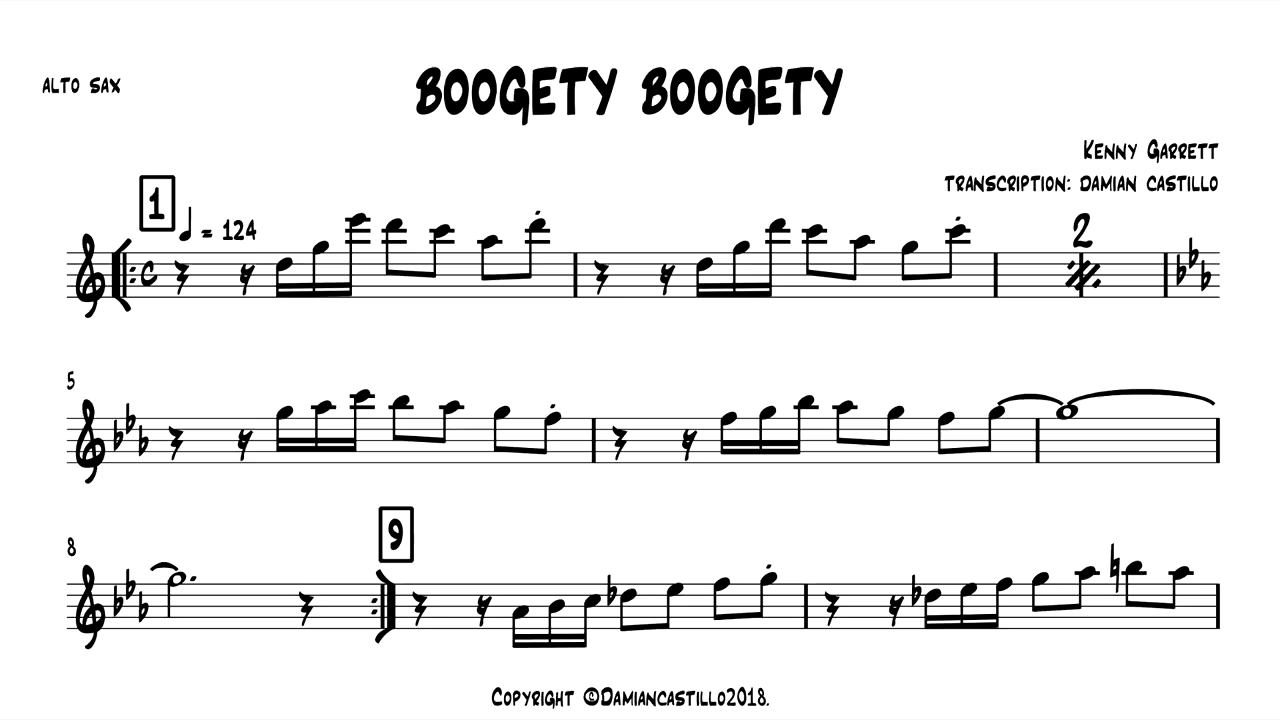 ALTO SAX
BOOGETY BOOGETY
KENNY GARRETT
TRANSCRIPTION: DAMIAN CASTILLO
1
♩ = 124
2
5
8
9
COPYRIGHT ©DAMIANCASTILLO2018.